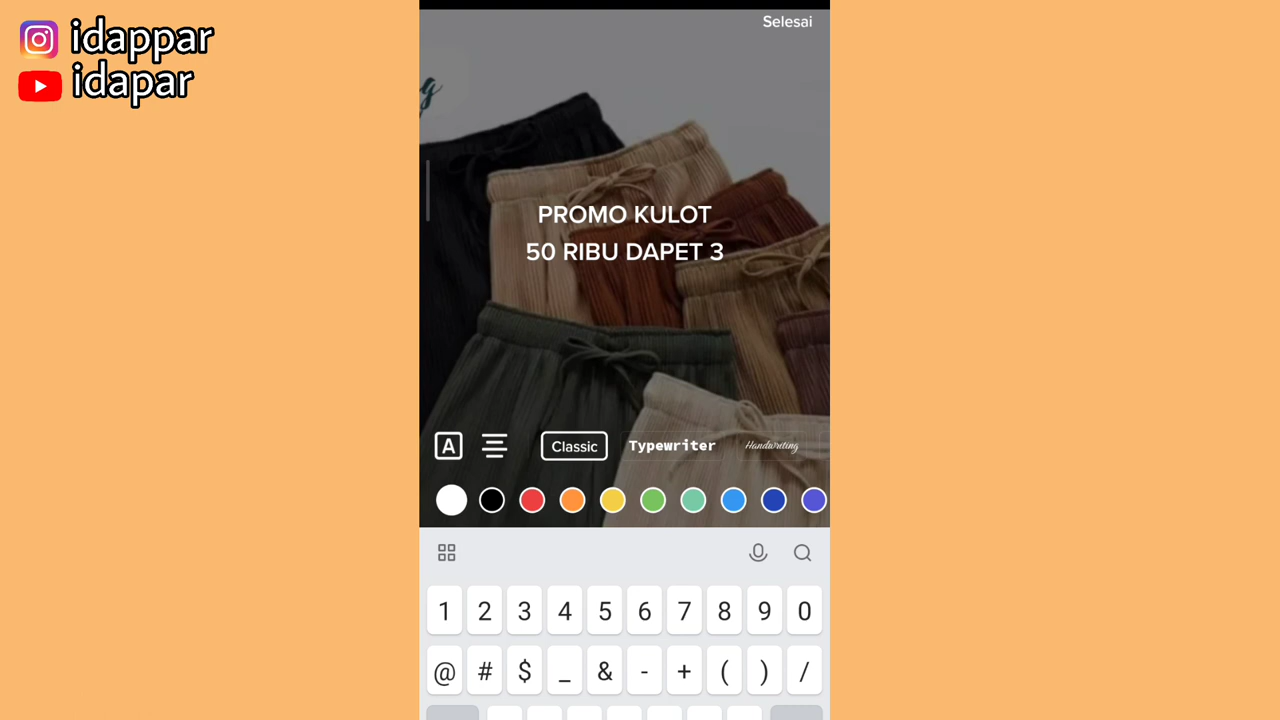 idappar
idapar
Selesai
g
PROMO KULOT
50 RIBU DAPET 3
A
Classic Typewriter Handwriting
1 2 3 4 5 6 7 8 9 0
@ # $ _ & - + ( ) /